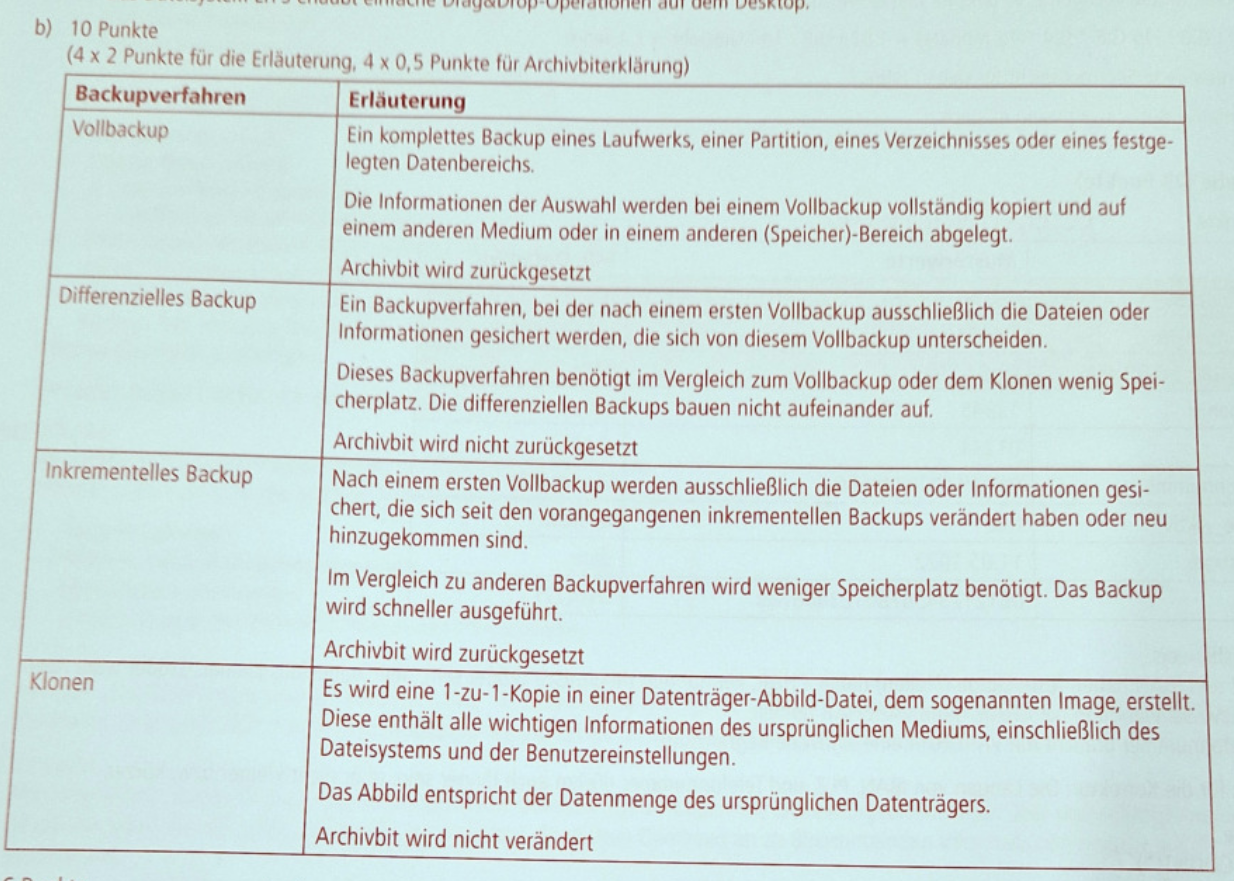 auf dem Desktop.
b) 10 Punkte
(4 x 2 Punkte für die Erläuterung, 4 x 0,5 Punkte für Archivbiterklärung)
Backupverfahren
Erläuterung
Vollbackup
Ein komplettes Backup eines Laufwerks, einer Partition, eines Verzeichnisses oder eines festge-
legten Datenbereichs.
Die Informationen der Auswahl werden bei einem Vollbackup vollständig kopiert und auf
einem anderen Medium oder in einem anderen (Speicher)-Bereich abgelegt.
Archivbit wird zurückgesetzt
Differenzielles Backup
Ein Backupverfahren, bei der nach einem ersten Vollbackup ausschließlich die Dateien oder
Informationen gesichert werden, die sich von diesem Vollbackup unterscheiden.
Dieses Backupverfahren benötigt im Vergleich zum Vollbackup oder dem Klonen wenig Spei-
cherplatz. Die differenziellen Backups bauen nicht aufeinander auf.
Archivbit wird nicht zurückgesetzt
Inkrementelles Backup
Nach einem ersten Vollbackup werden ausschließlich die Dateien oder Informationen gesi-
chert, die sich seit den vorangegangenen inkrementellen Backups verändert haben oder neu
hinzugekommen sind.
Im Vergleich zu anderen Backupverfahren wird weniger Speicherplatz benötigt. Das Backup
wird schneller ausgeführt.
Archivbit wird zurückgesetzt
Klonen
Es wird eine 1-zu-1-Kopie in einer Datenträger-Abbild-Datei, dem sogenannten Image, erstellt.
Diese enthält alle wichtigen Informationen des ursprünglichen Mediums, einschließlich des
Dateisystems und der Benutzereinstellungen.
Das Abbild entspricht der Datenmenge des ursprünglichen Datenträgers.
Archivbit wird nicht verändert